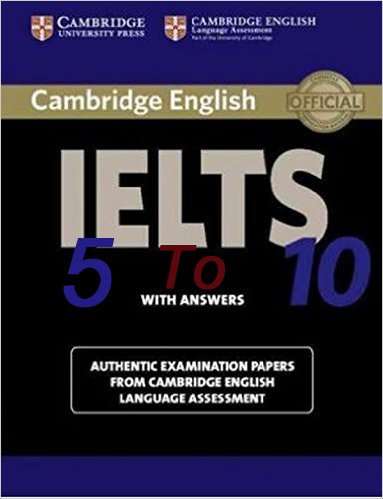 CAMBRIDGE
UNIVERSITY PRESS
CAMBRIDGE ENGLISH
Language Assessment
Part of the University of Cambridge
Cambridge English
OFFICIAL
IELTS
5 To 10
WITH ANSWERS
AUTHENTIC EXAMINATION PAPERS
FROM CAMBRIDGE ENGLISH
LANGUAGE ASSESSMENT